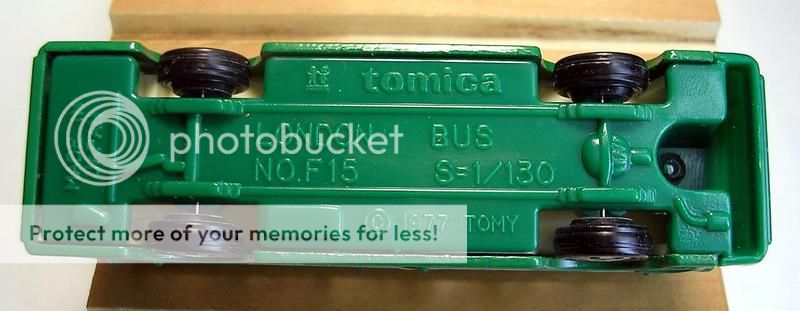 tomica
LONDON BUS
NO.F15 S=1/130
© 1977 TOMY
photobucket
Protect more of your memories for less!